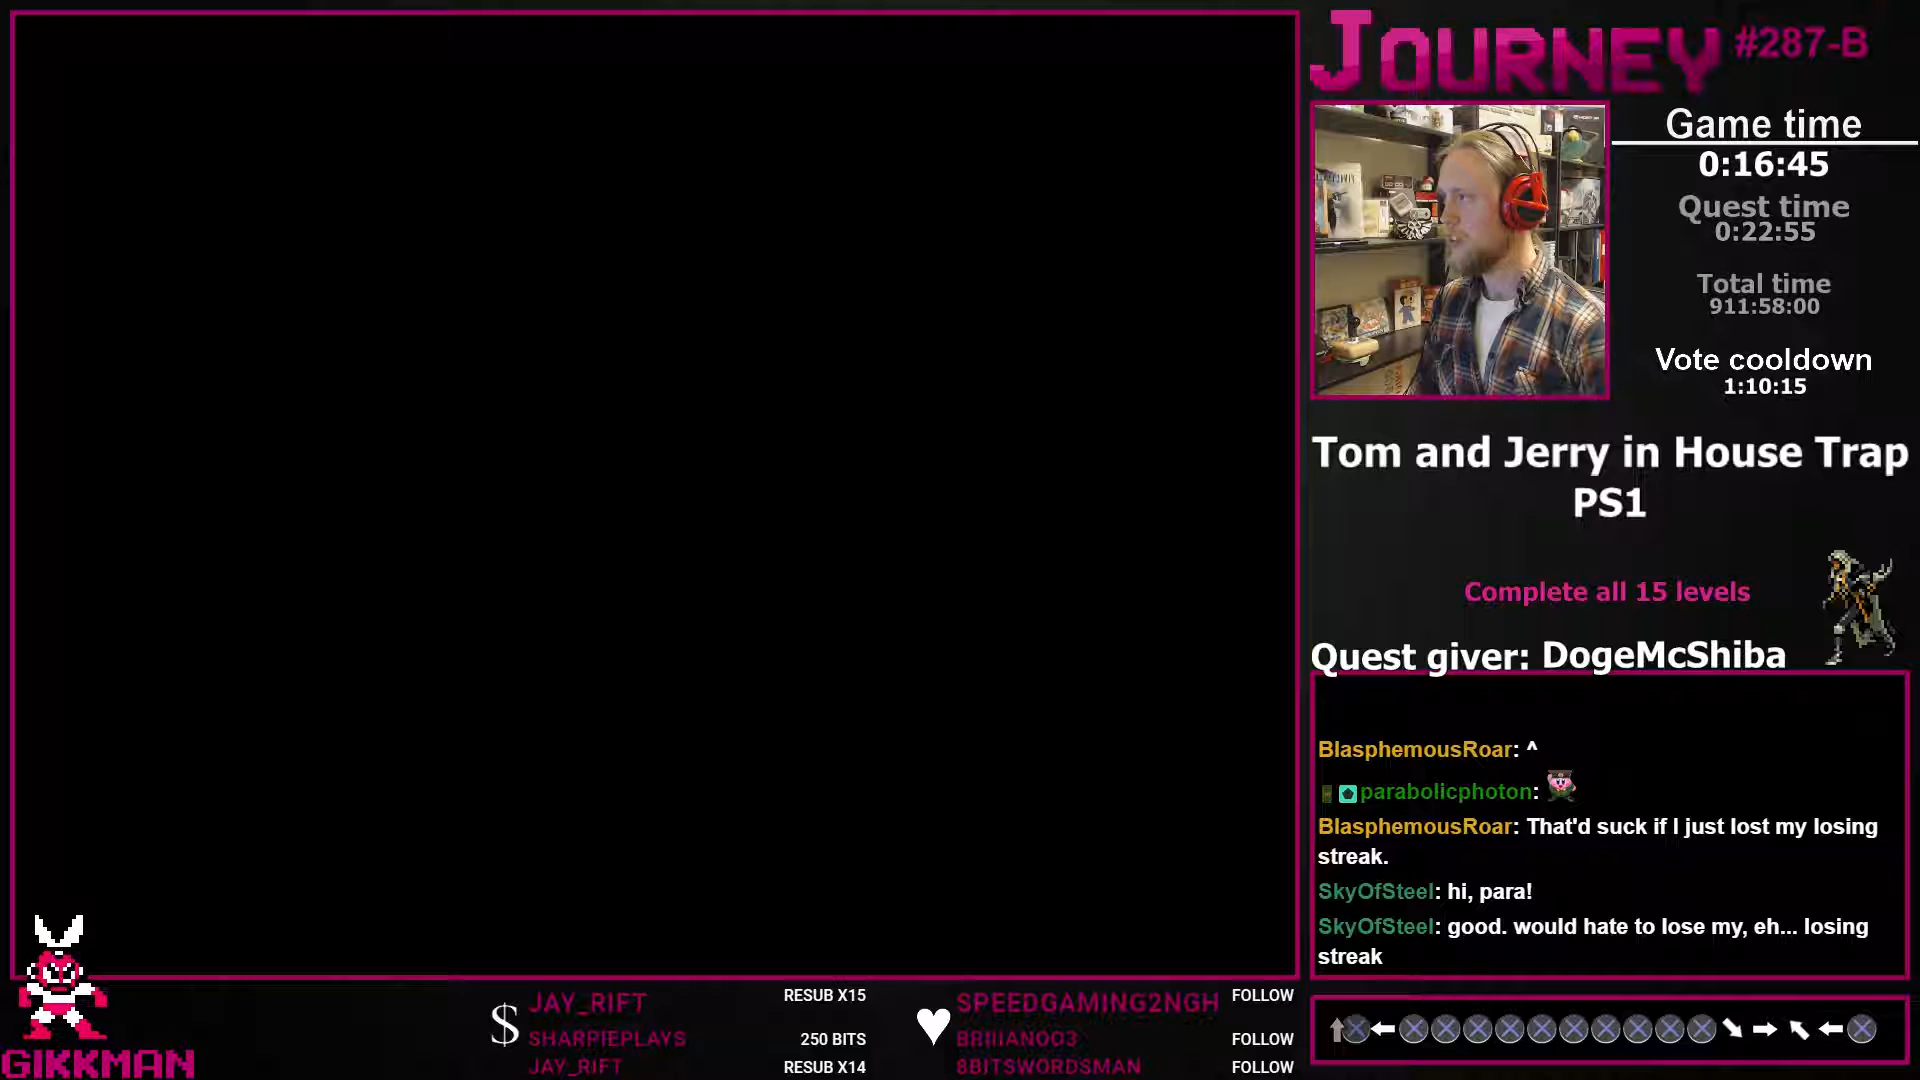 JOURNEY #287-B
Game time
0:16:45
Quest time
0:22:55
Total time
911:58:00
Vote cooldown
1:10:15
Tom and Jerry in House Trap
PS1
Complete all 15 levels
Quest giver: DogeMcShiba
BlasphemousRoar: ^
parabolicphoton:
BlasphemousRoar: That'd suck if I just lost my losing
streak.
SkyOfSteel: hi, para!
SkyOfSteel: good. would hate to lose my, eh... losing
streak
GIKKMAN
$ JAY_RIFT RESUB X15
SHARPIEPLAYS 250 BITS
JAY_RIFT RESUB X14
SPEEDGAMING2NGH FOLLOW
BRIIIAN003 FOLLOW
8BITSWORDSMAN FOLLOW